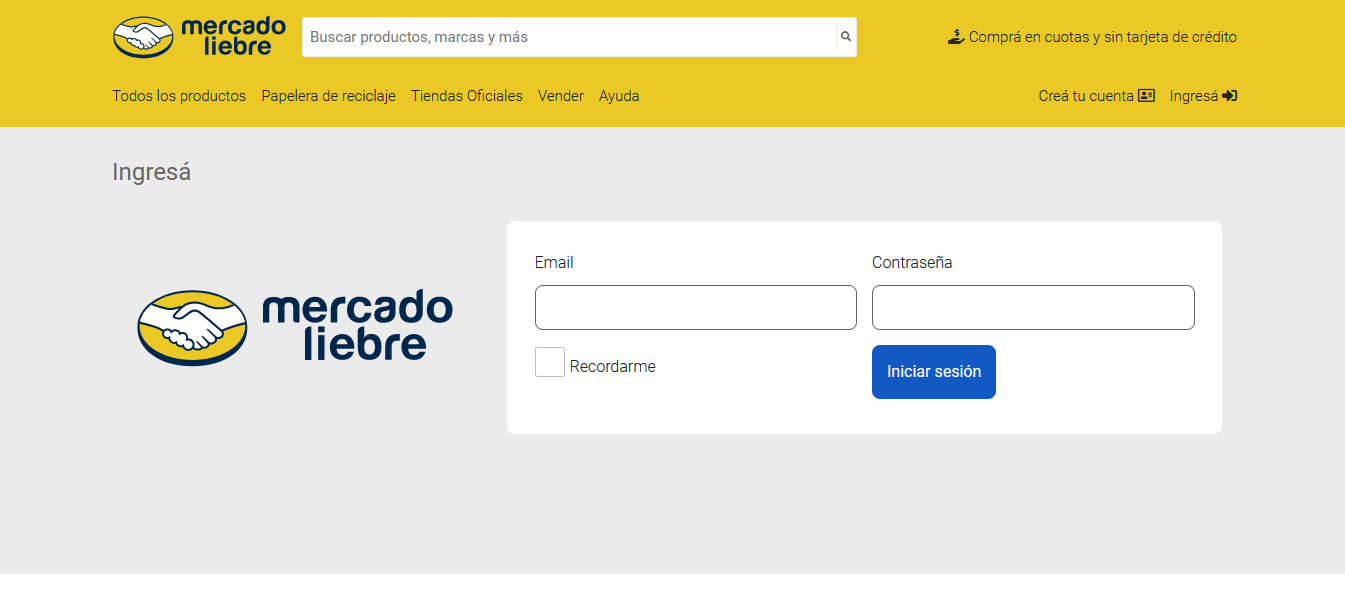 mercado
liebre
Buscar productos, marcas y más
Comprá en cuotas y sin tarjeta de crédito
Todos los productos Papelera de reciclaje Tiendas Oficiales Vender Ayuda
Creá tu cuenta Ingresá
Ingresá
mercado
liebre
Email
Contraseña
Recordarme
Iniciar sesión